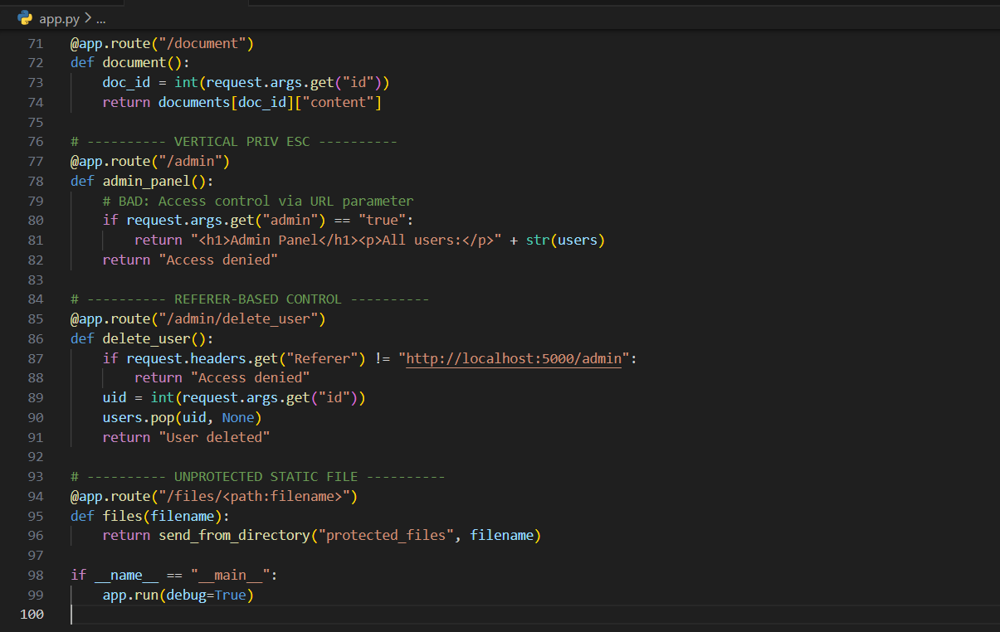 app.py > ...
71 @app.route("/document")
72 def document():
73     doc_id = int(request.args.get("id"))
74     return documents[doc_id]["content"]
75
76 # ---------- VERTICAL PRIV ESC ----------
77 @app.route("/admin")
78 def admin_panel():
79     # BAD: Access control via URL parameter
80     if request.args.get("admin") == "true":
81         return "<h1>Admin Panel</h1><p>All users:</p>" + str(users)
82     return "Access denied"
83
84 # ---------- REFERER-BASED CONTROL ----------
85 @app.route("/admin/delete_user")
86 def delete_user():
87     if request.headers.get("Referer") != "http://localhost:5000/admin":
88         return "Access denied"
89     uid = int(request.args.get("id"))
90     users.pop(uid, None)
91     return "User deleted"
92
93 # ---------- UNPROTECTED STATIC FILE ----------
94 @app.route("/files/<path:filename>")
95 def files(filename):
96     return send_from_directory("protected_files", filename)
97
98 if __name__ == "__main__":
99     app.run(debug=True)
100